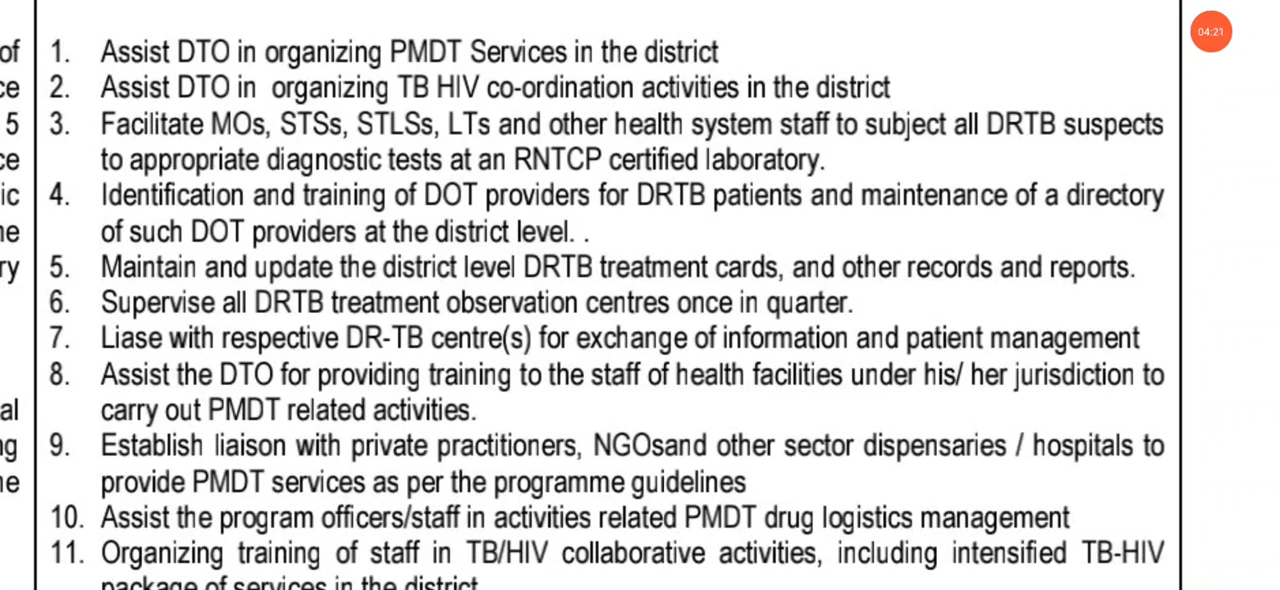 of
ce
5
ce
ic
ne
ry
al
ng
ne
1. Assist DTO in organizing PMDT Services in the district
2. Assist DTO in organizing TB HIV co-ordination activities in the district
3. Facilitate MOs, STSs, STLSs, LTs and other health system staff to subject all DRTB suspects
to appropriate diagnostic tests at an RNTCP certified laboratory.
4. Identification and training of DOT providers for DRTB patients and maintenance of a directory
of such DOT providers at the district level. .
5. Maintain and update the district level DRTB treatment cards, and other records and reports.
6. Supervise all DRTB treatment observation centres once in quarter.
7. Liase with respective DR-TB centre(s) for exchange of information and patient management
8. Assist the DTO for providing training to the staff of health facilities under his/ her jurisdiction to
carry out PMDT related activities.
9. Establish liaison with private practitioners, NGOsand other sector dispensaries / hospitals to
provide PMDT services as per the programme guidelines
10. Assist the program officers/staff in activities related PMDT drug logistics management
11. Organizing training of staff in TB/HIV collaborative activities, including intensified TB-HIV
package of services in the district
04:21